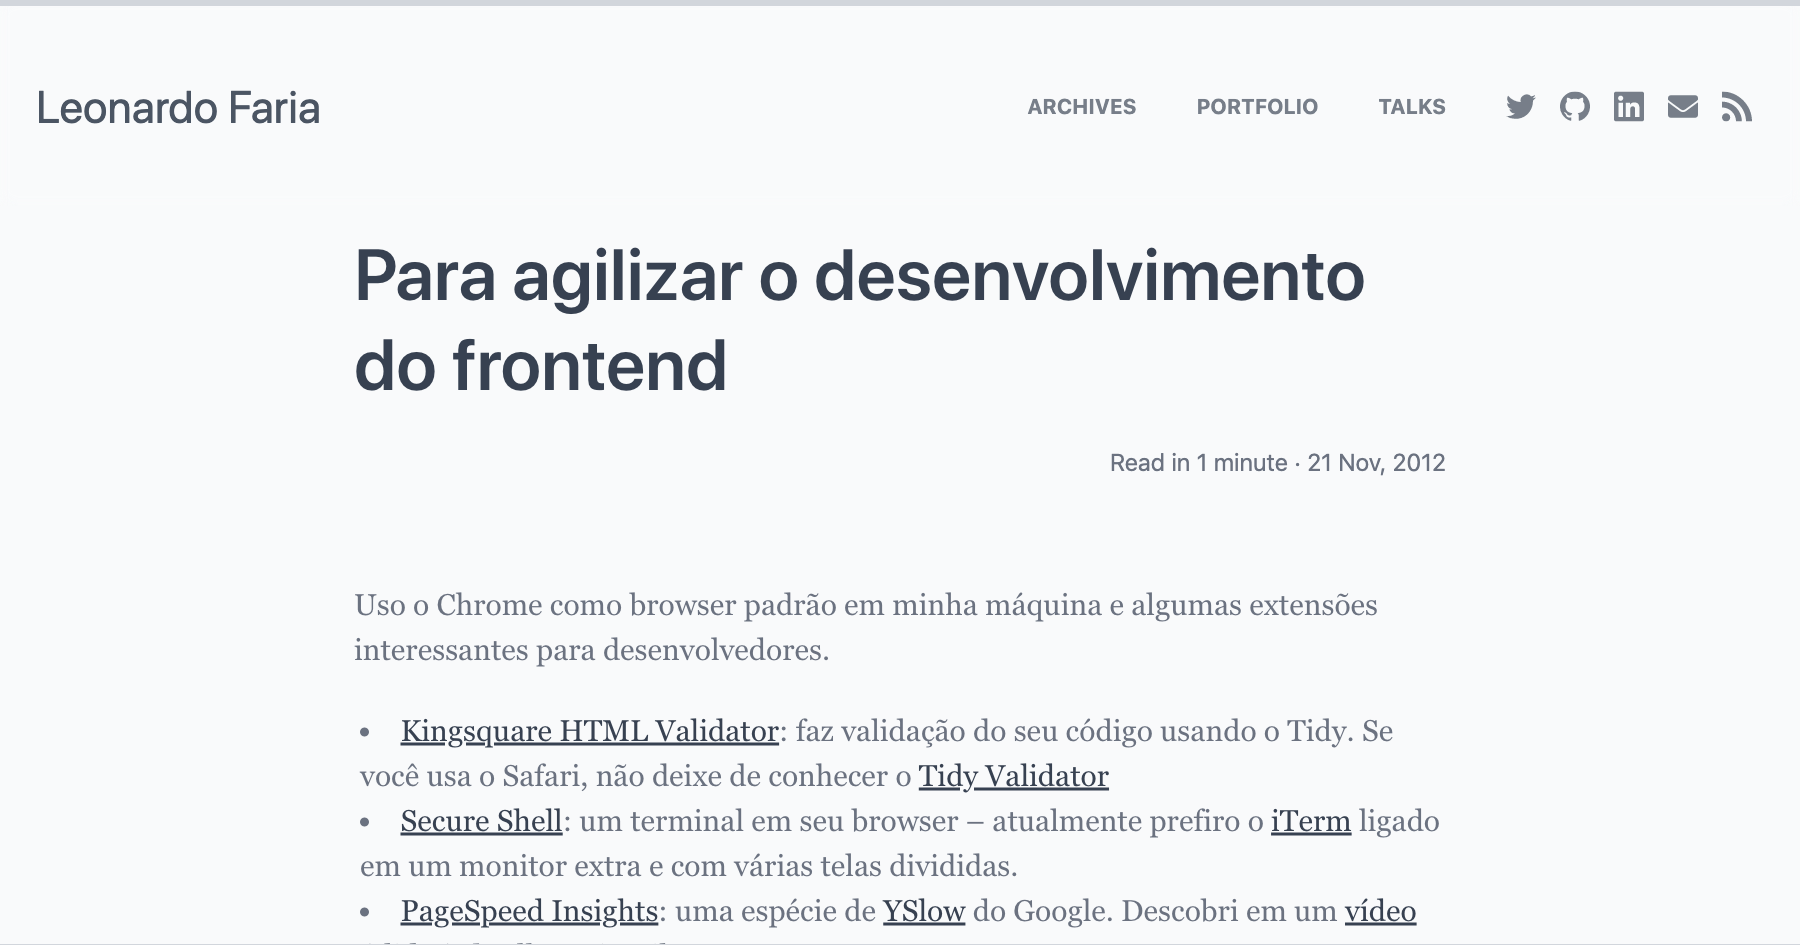 Leonardo Faria
ARCHIVES PORTFOLIO TALKS
Para agilizar o desenvolvimento
do frontend
Read in 1 minute · 21 Nov, 2012
Uso o Chrome como browser padrão em minha máquina e algumas extensões
interessantes para desenvolvedores.
• Kingsquare HTML Validator: faz validação do seu código usando o Tidy. Se
você usa o Safari, não deixe de conhecer o Tidy Validator
• Secure Shell: um terminal em seu browser – atualmente prefiro o iTerm ligado
em um monitor extra e com várias telas divididas.
• PageSpeed Insights: uma espécie de YSlow do Google. Descobri em um vídeo